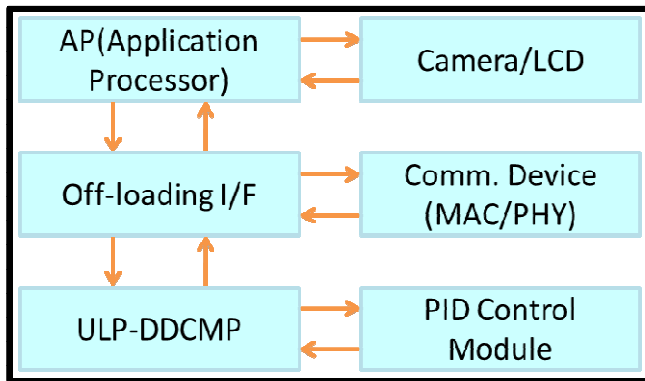 AP(Application
Processor)
Camera/LCD
Off-loading I/F
Comm. Device
(MAC/PHY)
ULP-DDCMP
PID Control
Module